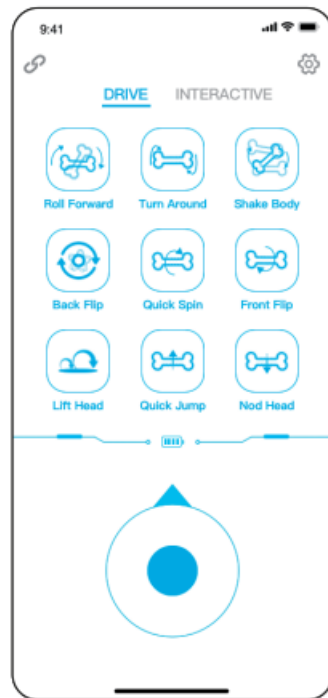 9:41
DRIVE INTERACTIVE
Roll Forward Turn Around Shake Body
Back Flip Quick Spin Front Flip
Lift Head Quick Jump Nod Head